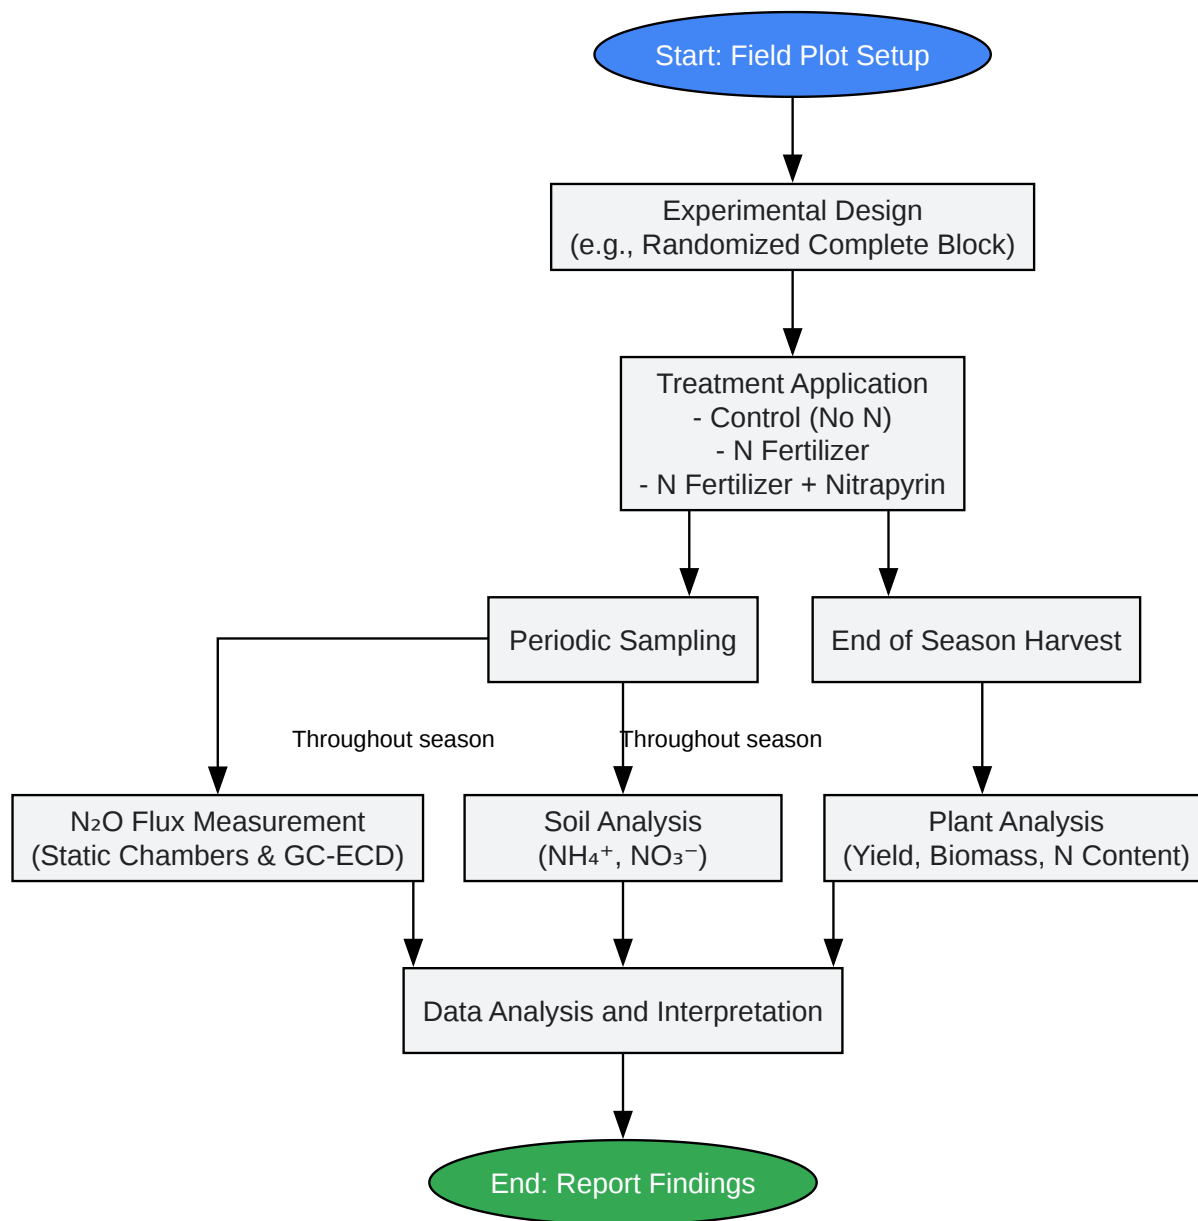 Start: Field Plot Setup
Experimental Design
(e.g., Randomized Complete Block)
Treatment Application
- Control (No N)
- N Fertilizer
- N Fertilizer + Nitrapyrin
Periodic Sampling
End of Season Harvest
Throughout season
Throughout season
N₂O Flux Measurement
(Static Chambers & GC-ECD)
Soil Analysis
(NH₄⁺, NO₃⁻)
Plant Analysis
(Yield, Biomass, N Content)
Data Analysis and Interpretation
End: Report Findings